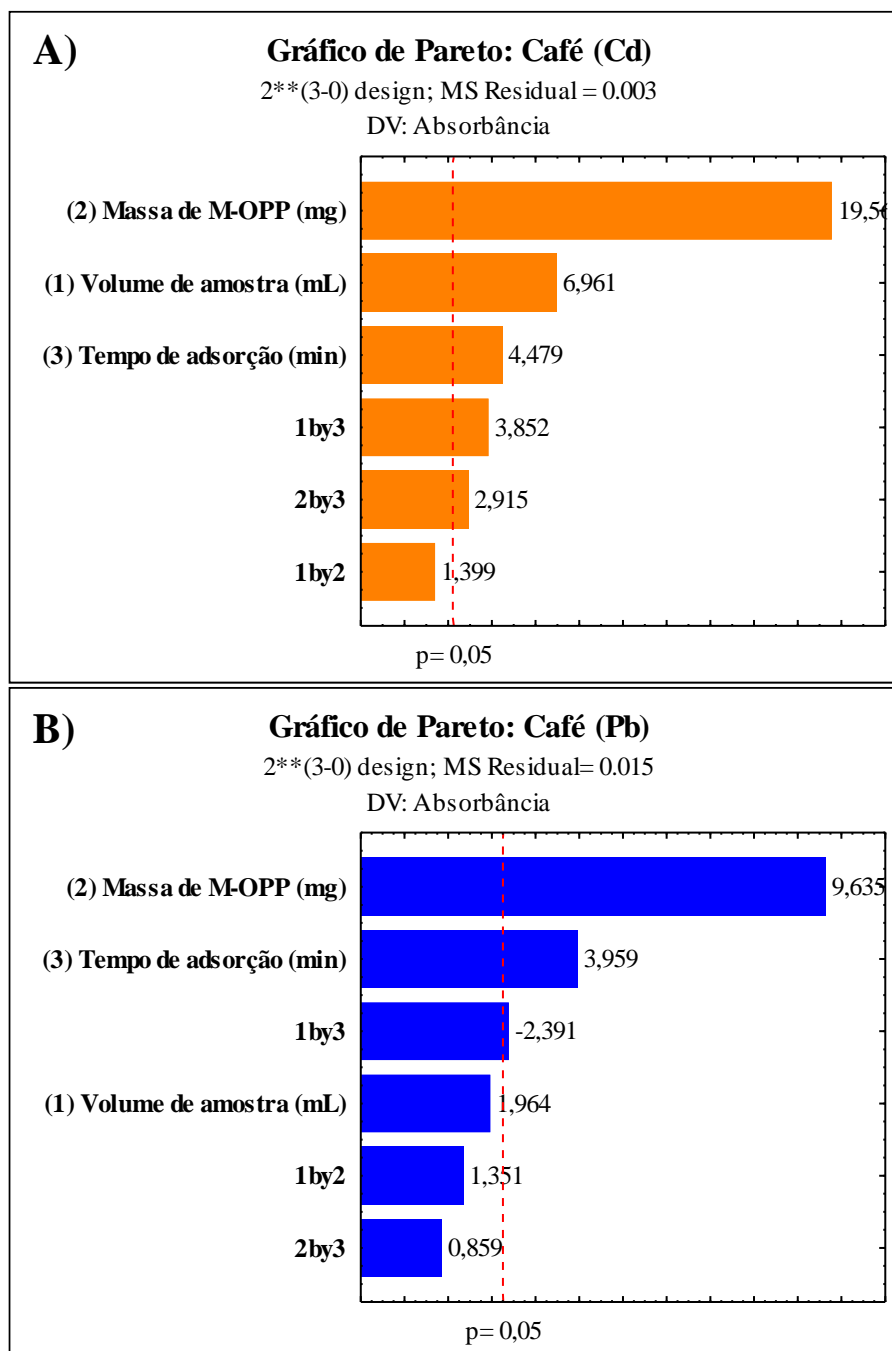 A)
Gráfico de Pareto: Café (Cd)
2**(3-0) design; MS Residual = 0.003
DV: Absorbância
(2) Massa de M-OPP (mg)
(1) Volume de amostra (mL)
6,961
(3) Tempo de adsorção (min)
4,479
1by3
3,852
2by3
2,915
1by2
1,399
p= 0,05
B)
Gráfico de Pareto: Café (Pb)
2**(3-0) design; MS Residual= 0.015
DV: Absorbância
(2) Massa de M-OPP (mg)
9,635
(3) Tempo de adsorção (min)
3,959
1by3
-2,391
(1) Volume de amostra (mL)
1,964
1by2
1,351
2by3
0,859
p= 0,05